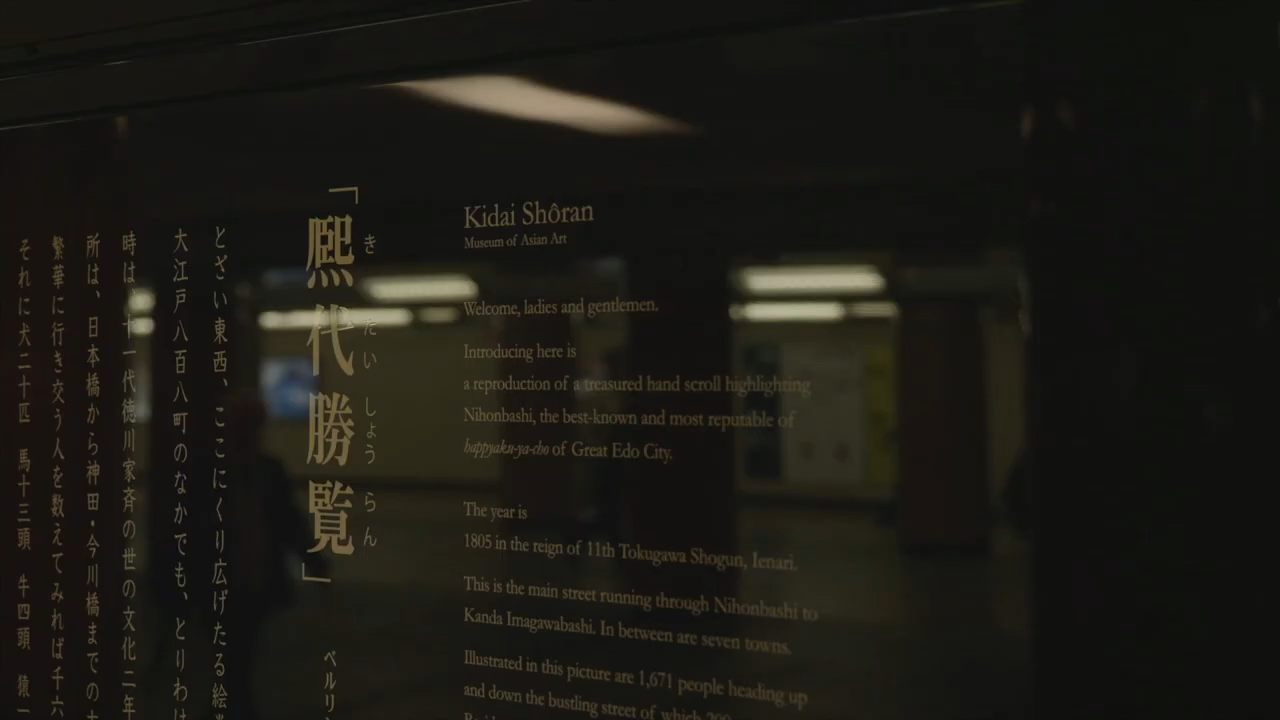 「熈代勝覧」
き たい しょう らん
ベルリン
とざい東西、ここにくり広げたる絵
大江戸八百八町のなかでも、とりわけ
時は 十一代徳川家斉の世の文化二年
所は、日本橋から神田・今川橋までの
繁華に行き交う人を数えてみれば千六
それに犬二十匹 馬十三頭 牛四頭 猿一
Kidai Shôran
Museum of Asian Art
Welcome, ladies and gentlemen.
Introducing here is
a reproduction of a treasured hand scroll highlighting
Nihonbashi, the best-known and most reputable of
happyaku-ya-cho of Great Edo City.
The year is
1805 in the reign of 11th Tokugawa Shogun, Ienari.
This is the main street running through Nihonbashi to
Kanda Imagawabashi. In between are seven towns.
Illustrated in this picture are 1,671 people heading up
and down the bustling street of which 200